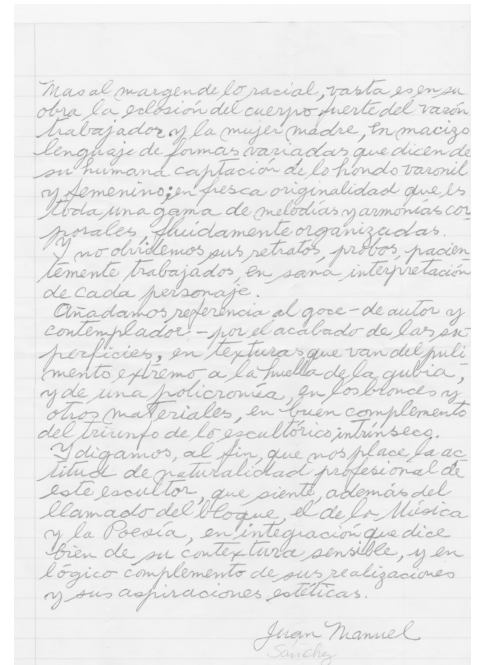 Mas al margen de lo racial, vasta es en su
obra la eclosión del cuerpo fuerte del varón
trabajador y la mujer madre, en macizo
lenguaje de formas variadas que dicen de
su humana captación de lo hondo varonil
y femenino; en fresca originalidad que es
toda una gama de melodías y armonías cor
porales, fluidamente organizadas.
Y no olvidemos sus retratos, probos, pacien
temente trabajados, en sana interpretación
de cada personaje.
Añadamos referencia al goce - de autor y
contemplador - por el acabado de las su
perficies, en texturas que van del puli
mento extremo a la huella de la gubia,
y de una policromía, en los bronces y
otros materiales, en buen complemento
del triunfo de lo escultórico, intrínseco.
Y digamos, al fin, que nos place la ac
titud de naturalidad profesional de
este escultor, que siente, además del
llamado del bloque, el de la Música
y la Poesía, en integración que dice
bien de su contextura sensible, y en
lógico complemento de sus realizaciones
y sus aspiraciones estéticas.
Juan Manuel
Sánchez